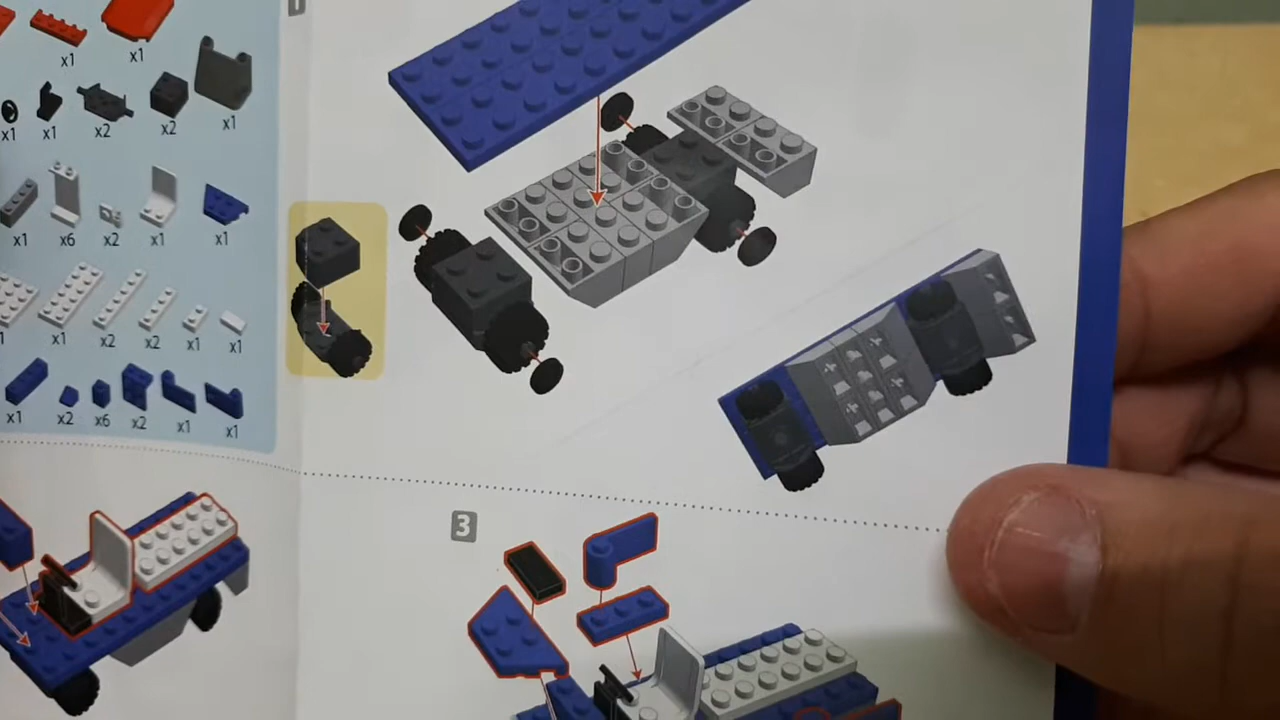 1
x1 x1
x1 x1 x2 x2 x1
x1 x6 x2 x1 x1
x1 x2 x2 x1 x1
x1 x2 x6 x2 x1 x1
3